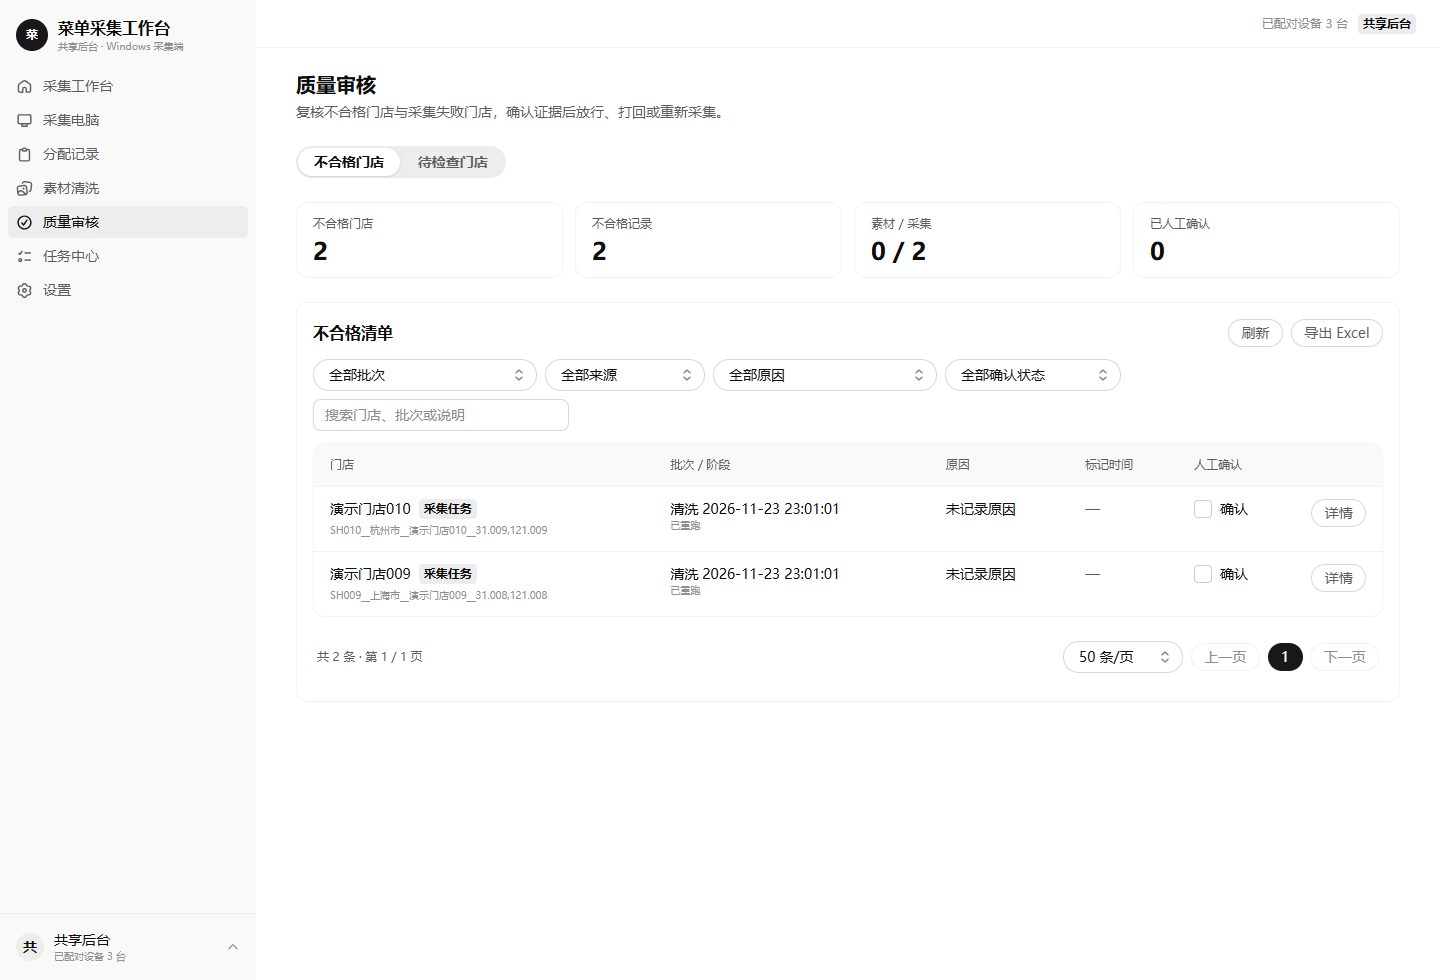 菜
菜单采集工作台
共享后台 · Windows 采集端
采集工作台
采集电脑
分配记录
素材清洗
质量审核
任务中心
设置
共
共享后台
已配对设备 3 台
已配对设备 3 台 共享后台
质量审核
复核不合格门店与采集失败门店，确认证据后放行、打回或重新采集。
不合格门店 待检查门店
不合格门店
2
不合格记录
2
素材 / 采集
0 / 2
已人工确认
0
不合格清单
刷新 导出 Excel
全部批次 全部来源 全部原因 全部确认状态
搜索门店、批次或说明
门店 批次 / 阶段 原因 标记时间 人工确认
演示门店010 采集任务 清洗 2026-11-23 23:01:01 未记录原因 — 确认 详情
SH010__杭州市__演示门店010__31.009,121.009 已重跑
演示门店009 采集任务 清洗 2026-11-23 23:01:01 未记录原因 — 确认 详情
SH009__上海市__演示门店009__31.008,121.008 已重跑
共 2 条 · 第 1 / 1 页 50 条/页 上一页 1 下一页